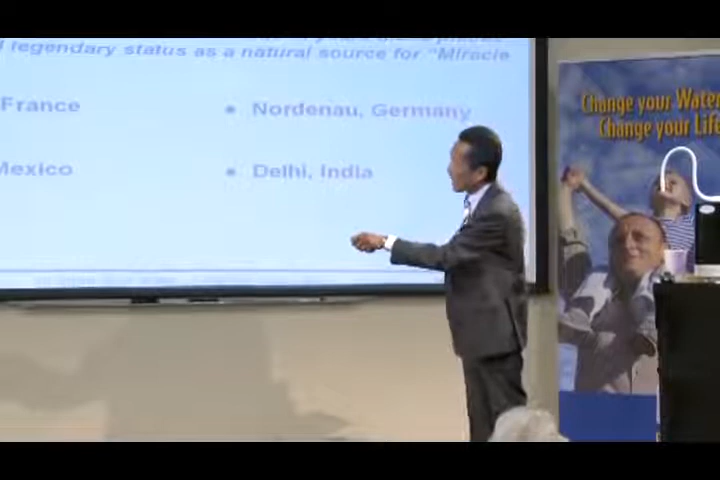 legendary status as a natural source for "Miracle
France
• Nordenau, Germany
Mexico
• Delhi, India
Change your Water
Change your Life